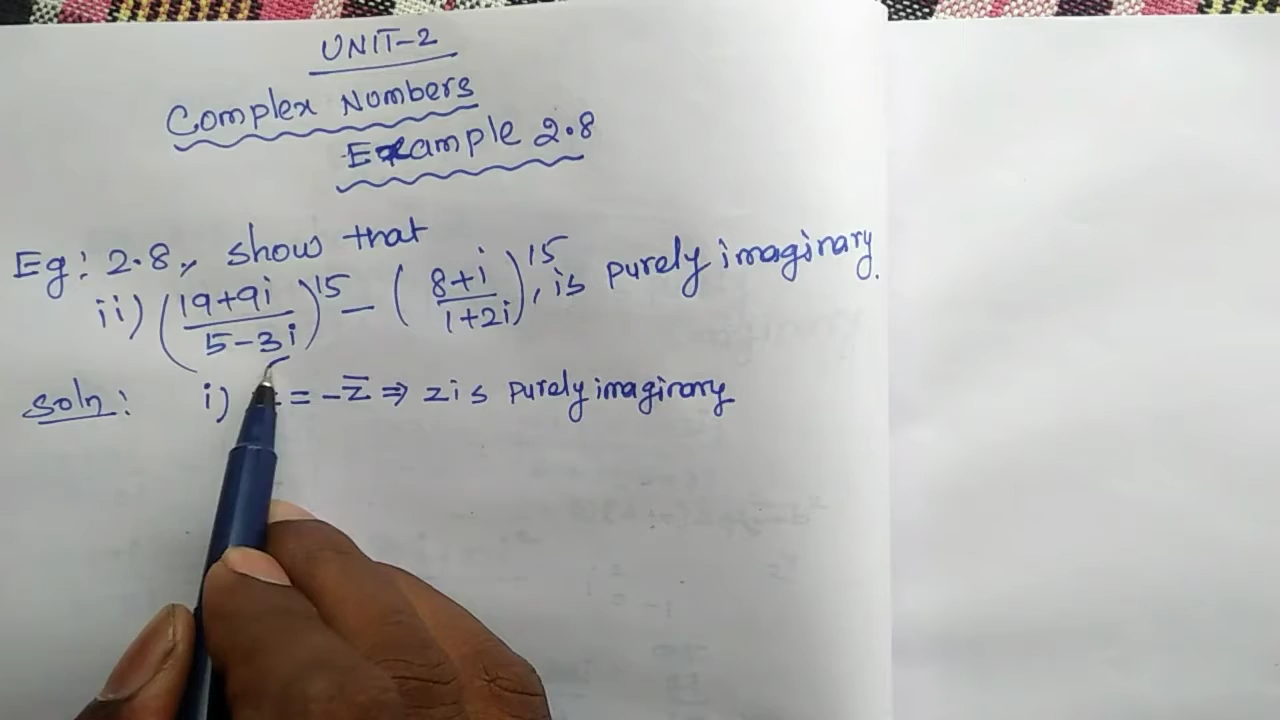 UNIT-2
Complex Numbers
Example 2.8
Eg: 2.8, show that
ii) (19+9i / 5-3i)^15 - (8+i / 1+2i)^15, is purely imaginary.
Soln: i) = -z̅ ⇒ z is purely imaginary